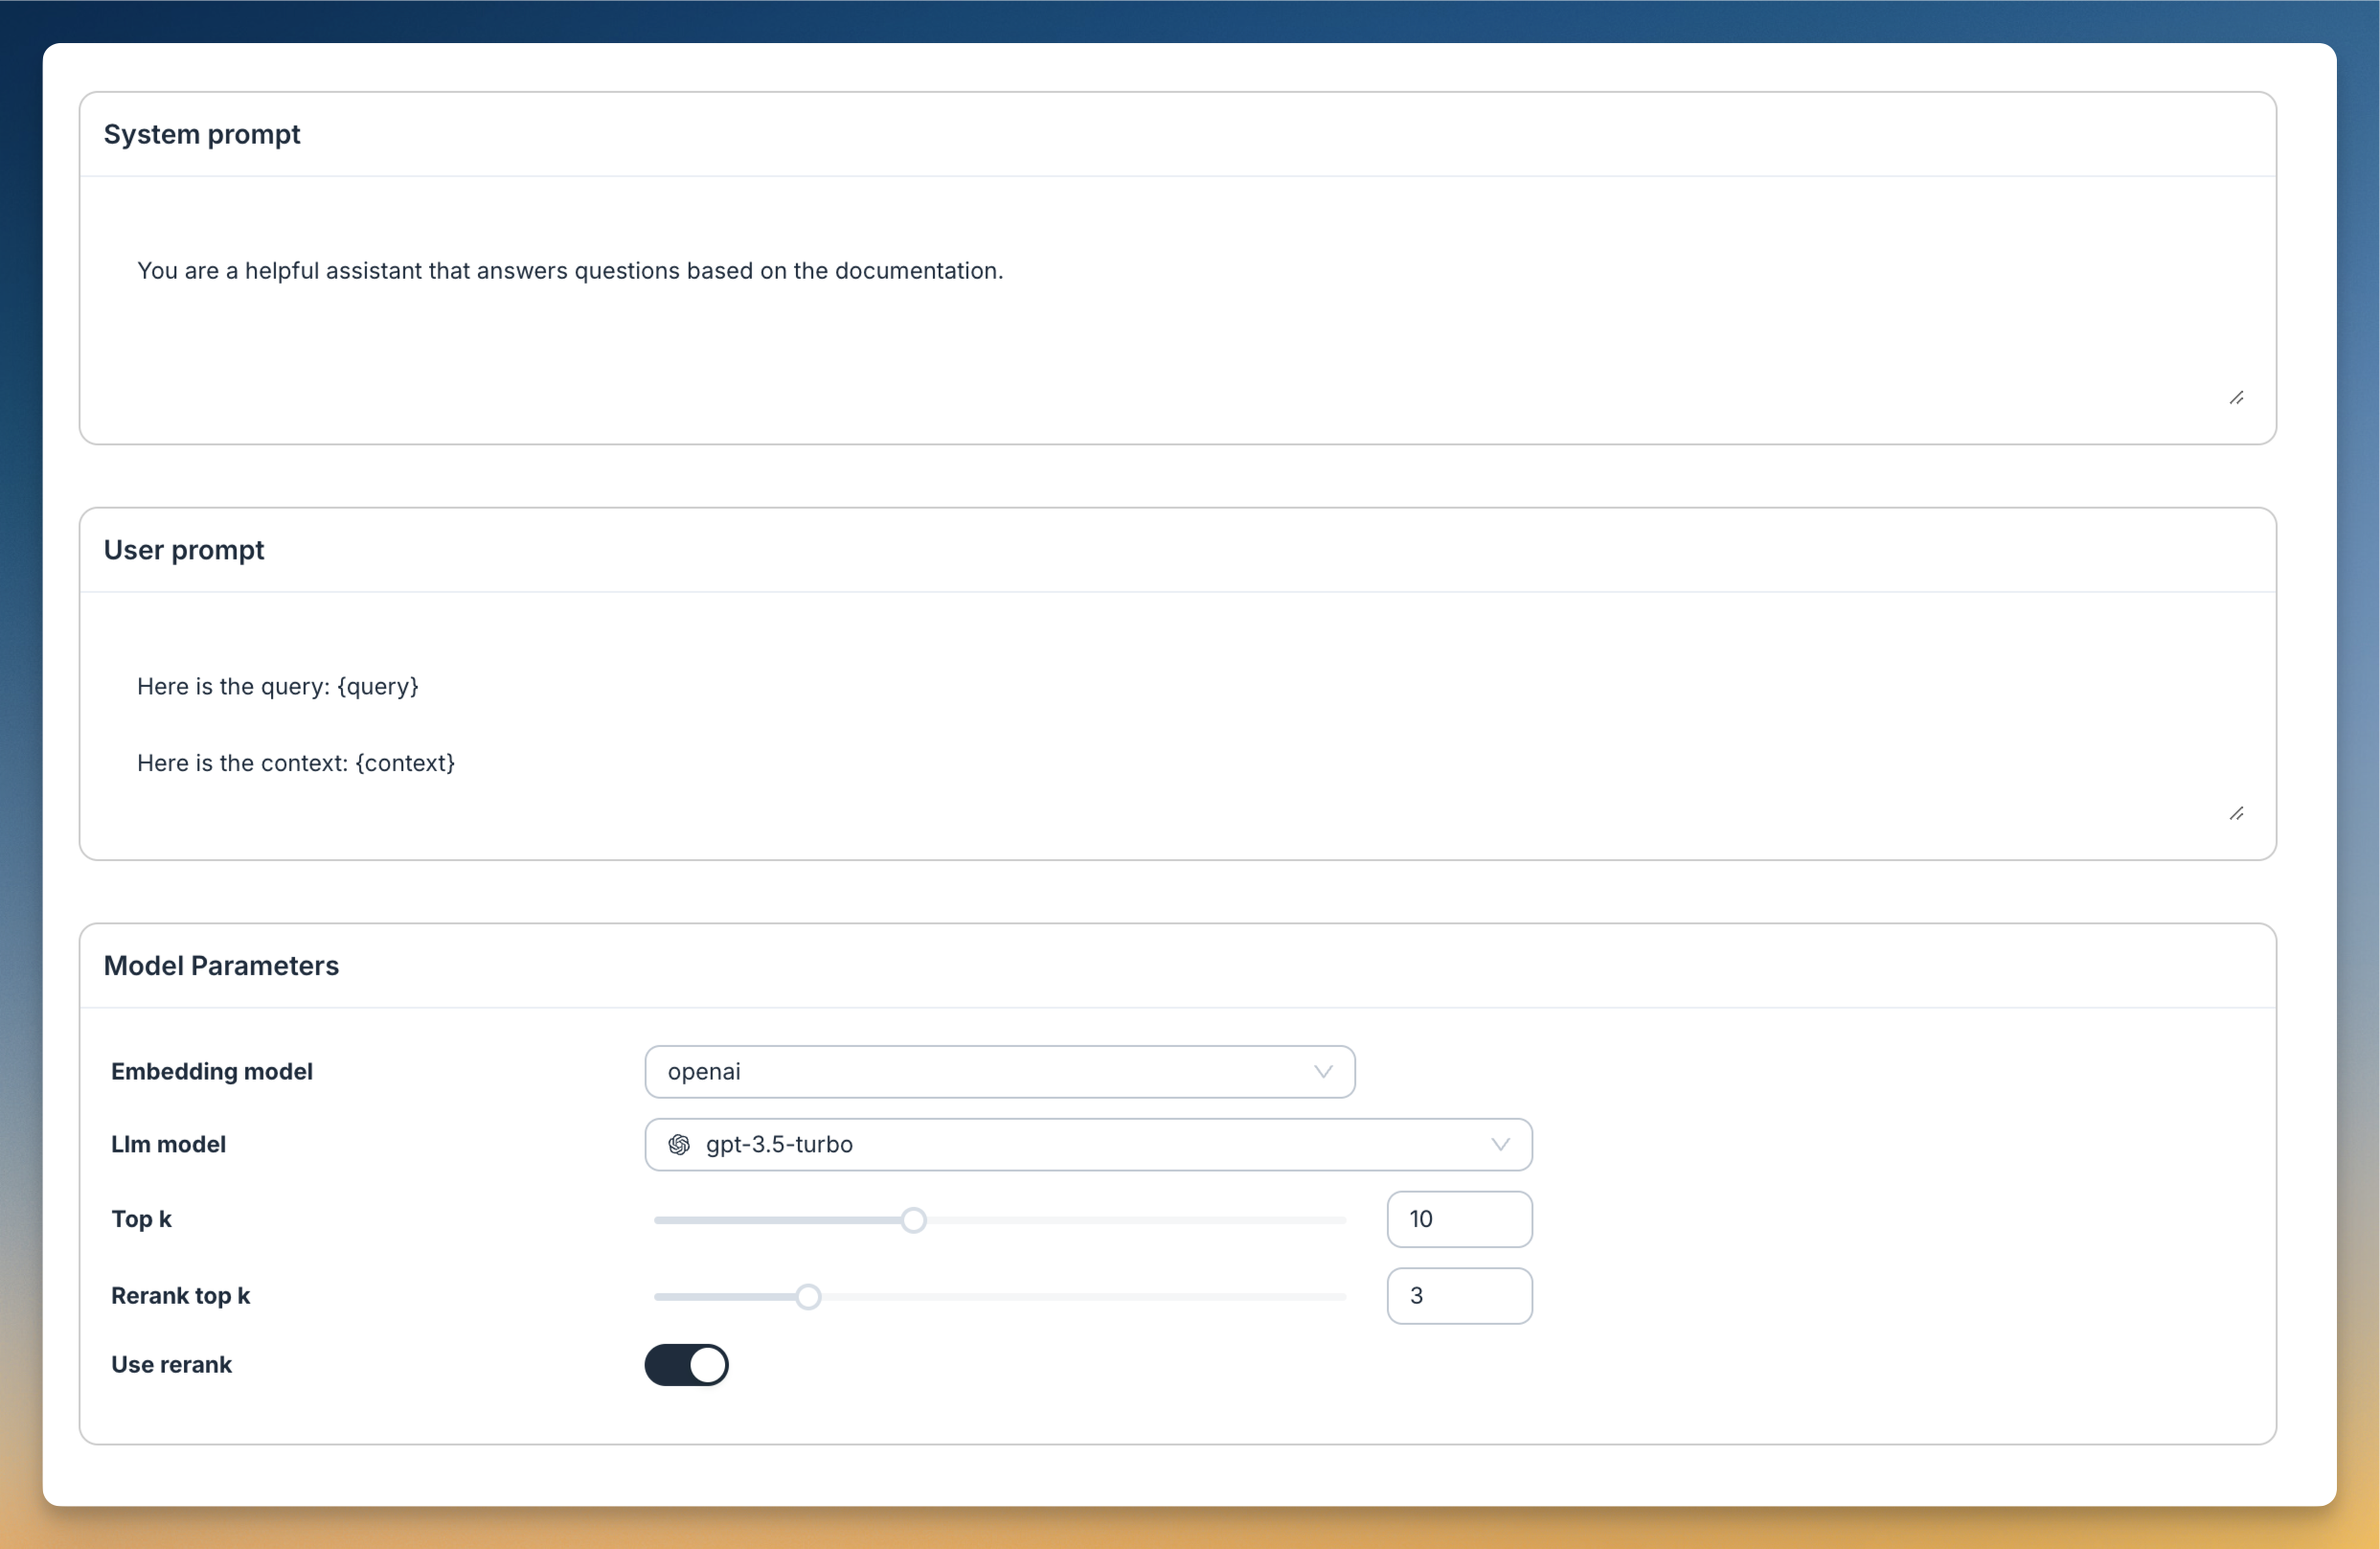 System prompt
You are a helpful assistant that answers questions based on the documentation.
User prompt
Here is the query: {query}
Here is the context: {context}
Model Parameters
Embedding model openai
Llm model gpt-3.5-turbo
Top k 10
Rerank top k 3
Use rerank